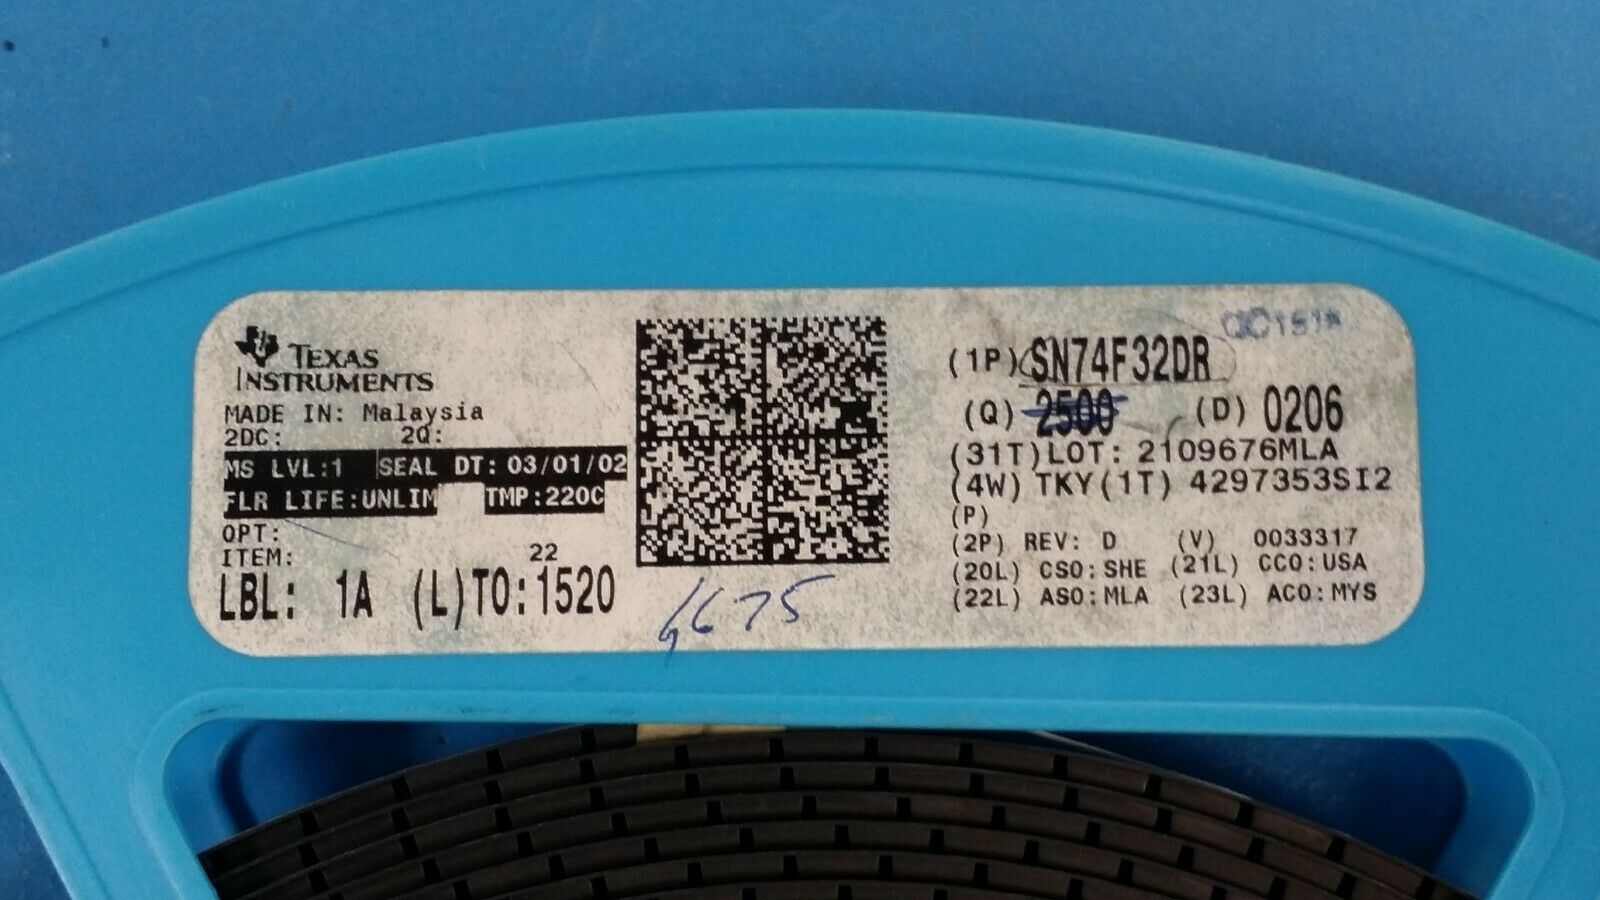 TEXAS
INSTRUMENTS
MADE IN: Malaysia
2DC: 2Q:
MS LVL:1 SEAL DT: 03/01/02
FLR LIFE:UNLIM TMP:220C
OPT:
ITEM: 22
LBL: 1A (L)TO:1520
(1P) SN74F32DR
(Q) 2500 (D) 0206
(31T)LOT: 2109676MLA
(4W) TKY(1T) 4297353SI2
(P)
(2P) REV: D (V) 0033317
(20L) CSO:SHE (21L) CCO:USA
(22L) ASO:MLA (23L) ACO:MYS